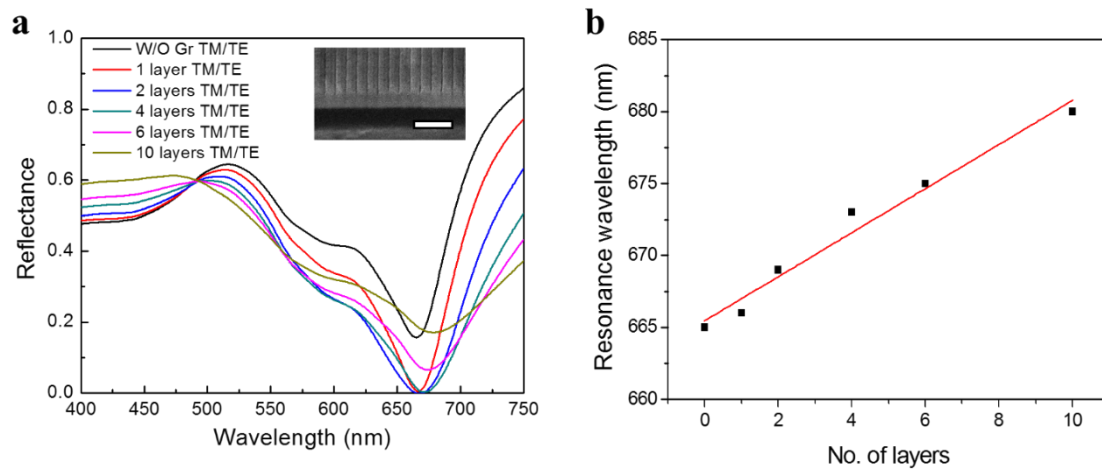 a
1.0
0.8
0.6
0.4
0.2
0.0
Reflectance
W/O Gr TM/TE
1 layer TM/TE
2 layers TM/TE
4 layers TM/TE
6 layers TM/TE
10 layers TM/TE
400 450 500 550 600 650 700 750
Wavelength (nm)
b
685
680
675
670
665
660
Resonance wavelength (nm)
0 1 2 4 6 8 10
No. of layers